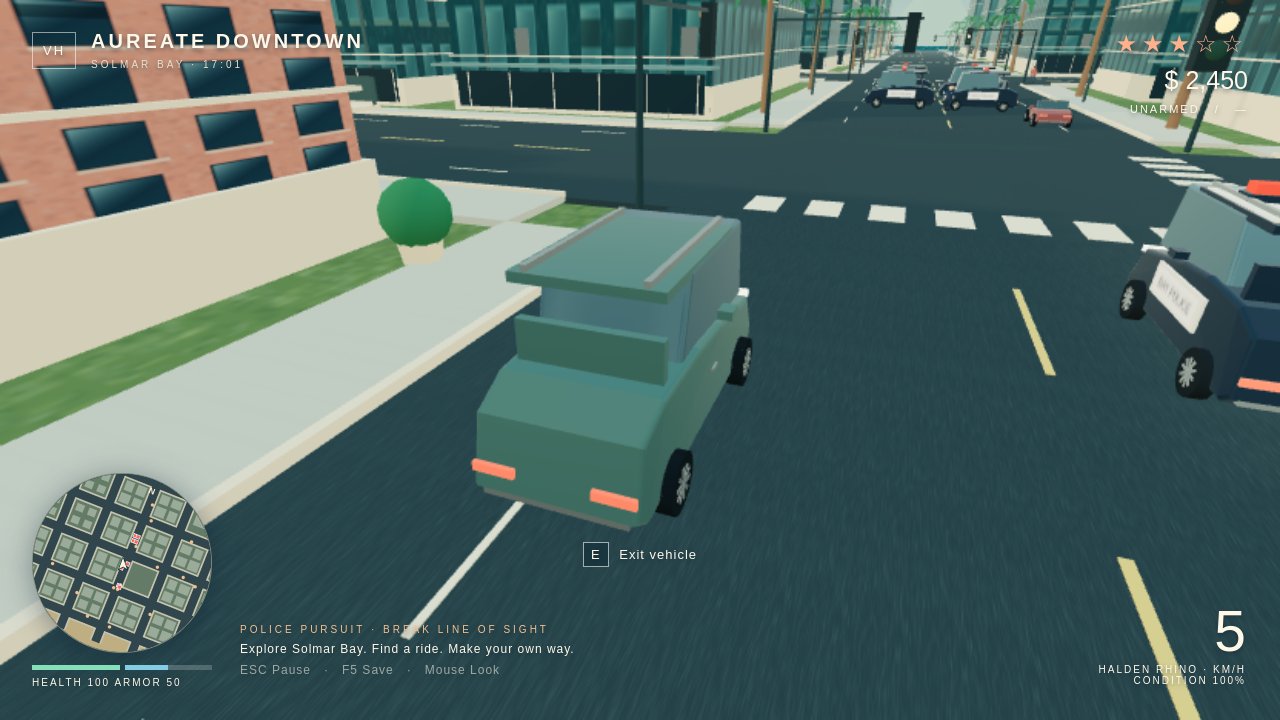 VH
AUREATE DOWNTOWN
SOLMAR BAY · 17:01
★ ★ ★ ☆ ☆
$ 2,450
UNARMED / —
N
E Exit vehicle
POLICE PURSUIT · BREAK LINE OF SIGHT
Explore Solmar Bay. Find a ride. Make your own way.
ESC Pause · F5 Save · Mouse Look
HEALTH 100 ARMOR 50
5
HALDEN RHINO · KM/H
CONDITION 100%
POLICE